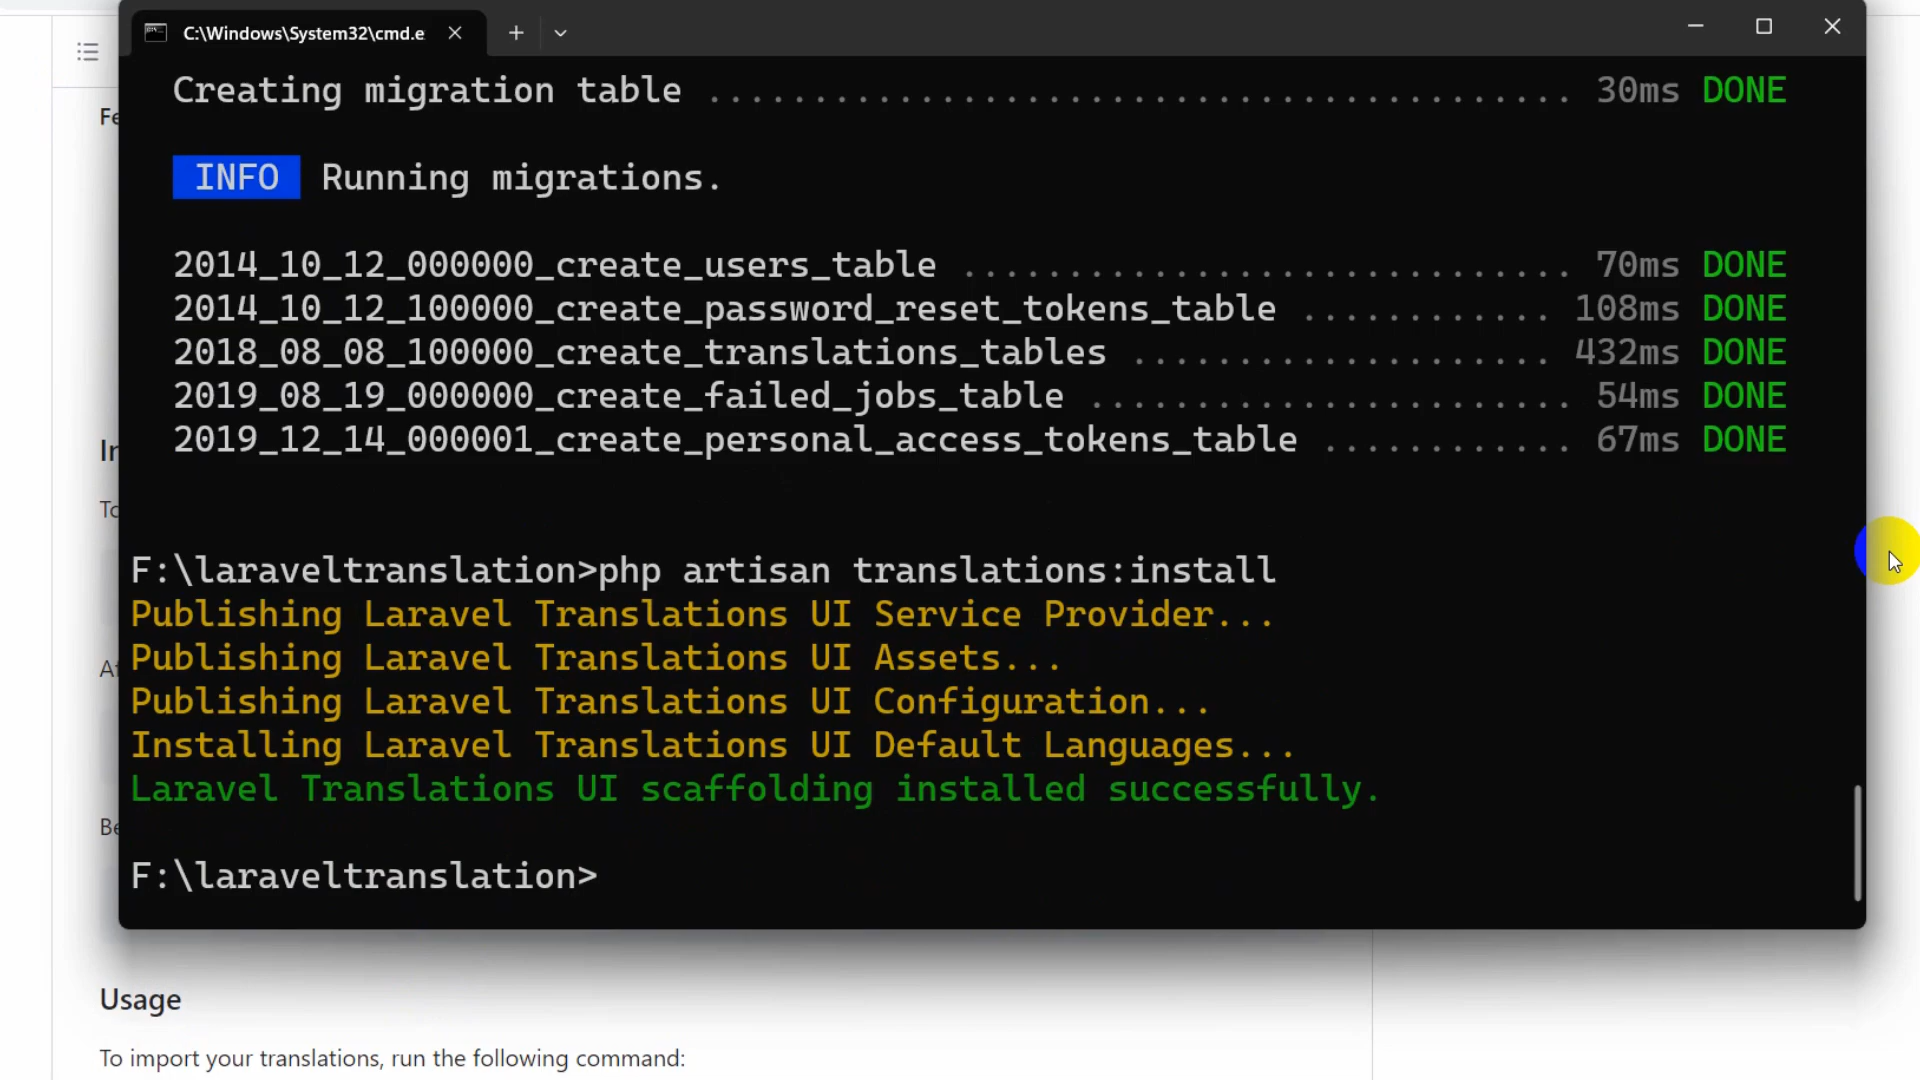 C:\Windows\System32\cmd.e
Creating migration table ......................................... 30ms DONE
INFO Running migrations.
2014_10_12_000000_create_users_table ............................. 70ms DONE
2014_10_12_100000_create_password_reset_tokens_table ............ 108ms DONE
2018_08_08_100000_create_translations_tables .................... 432ms DONE
2019_08_19_000000_create_failed_jobs_table ....................... 54ms DONE
2019_12_14_000001_create_personal_access_tokens_table ............ 67ms DONE
F:\laraveltranslation>php artisan translations:install
Publishing Laravel Translations UI Service Provider...
Publishing Laravel Translations UI Assets...
Publishing Laravel Translations UI Configuration...
Installing Laravel Translations UI Default Languages...
Laravel Translations UI scaffolding installed successfully.
F:\laraveltranslation>
Usage
To import your translations, run the following command: